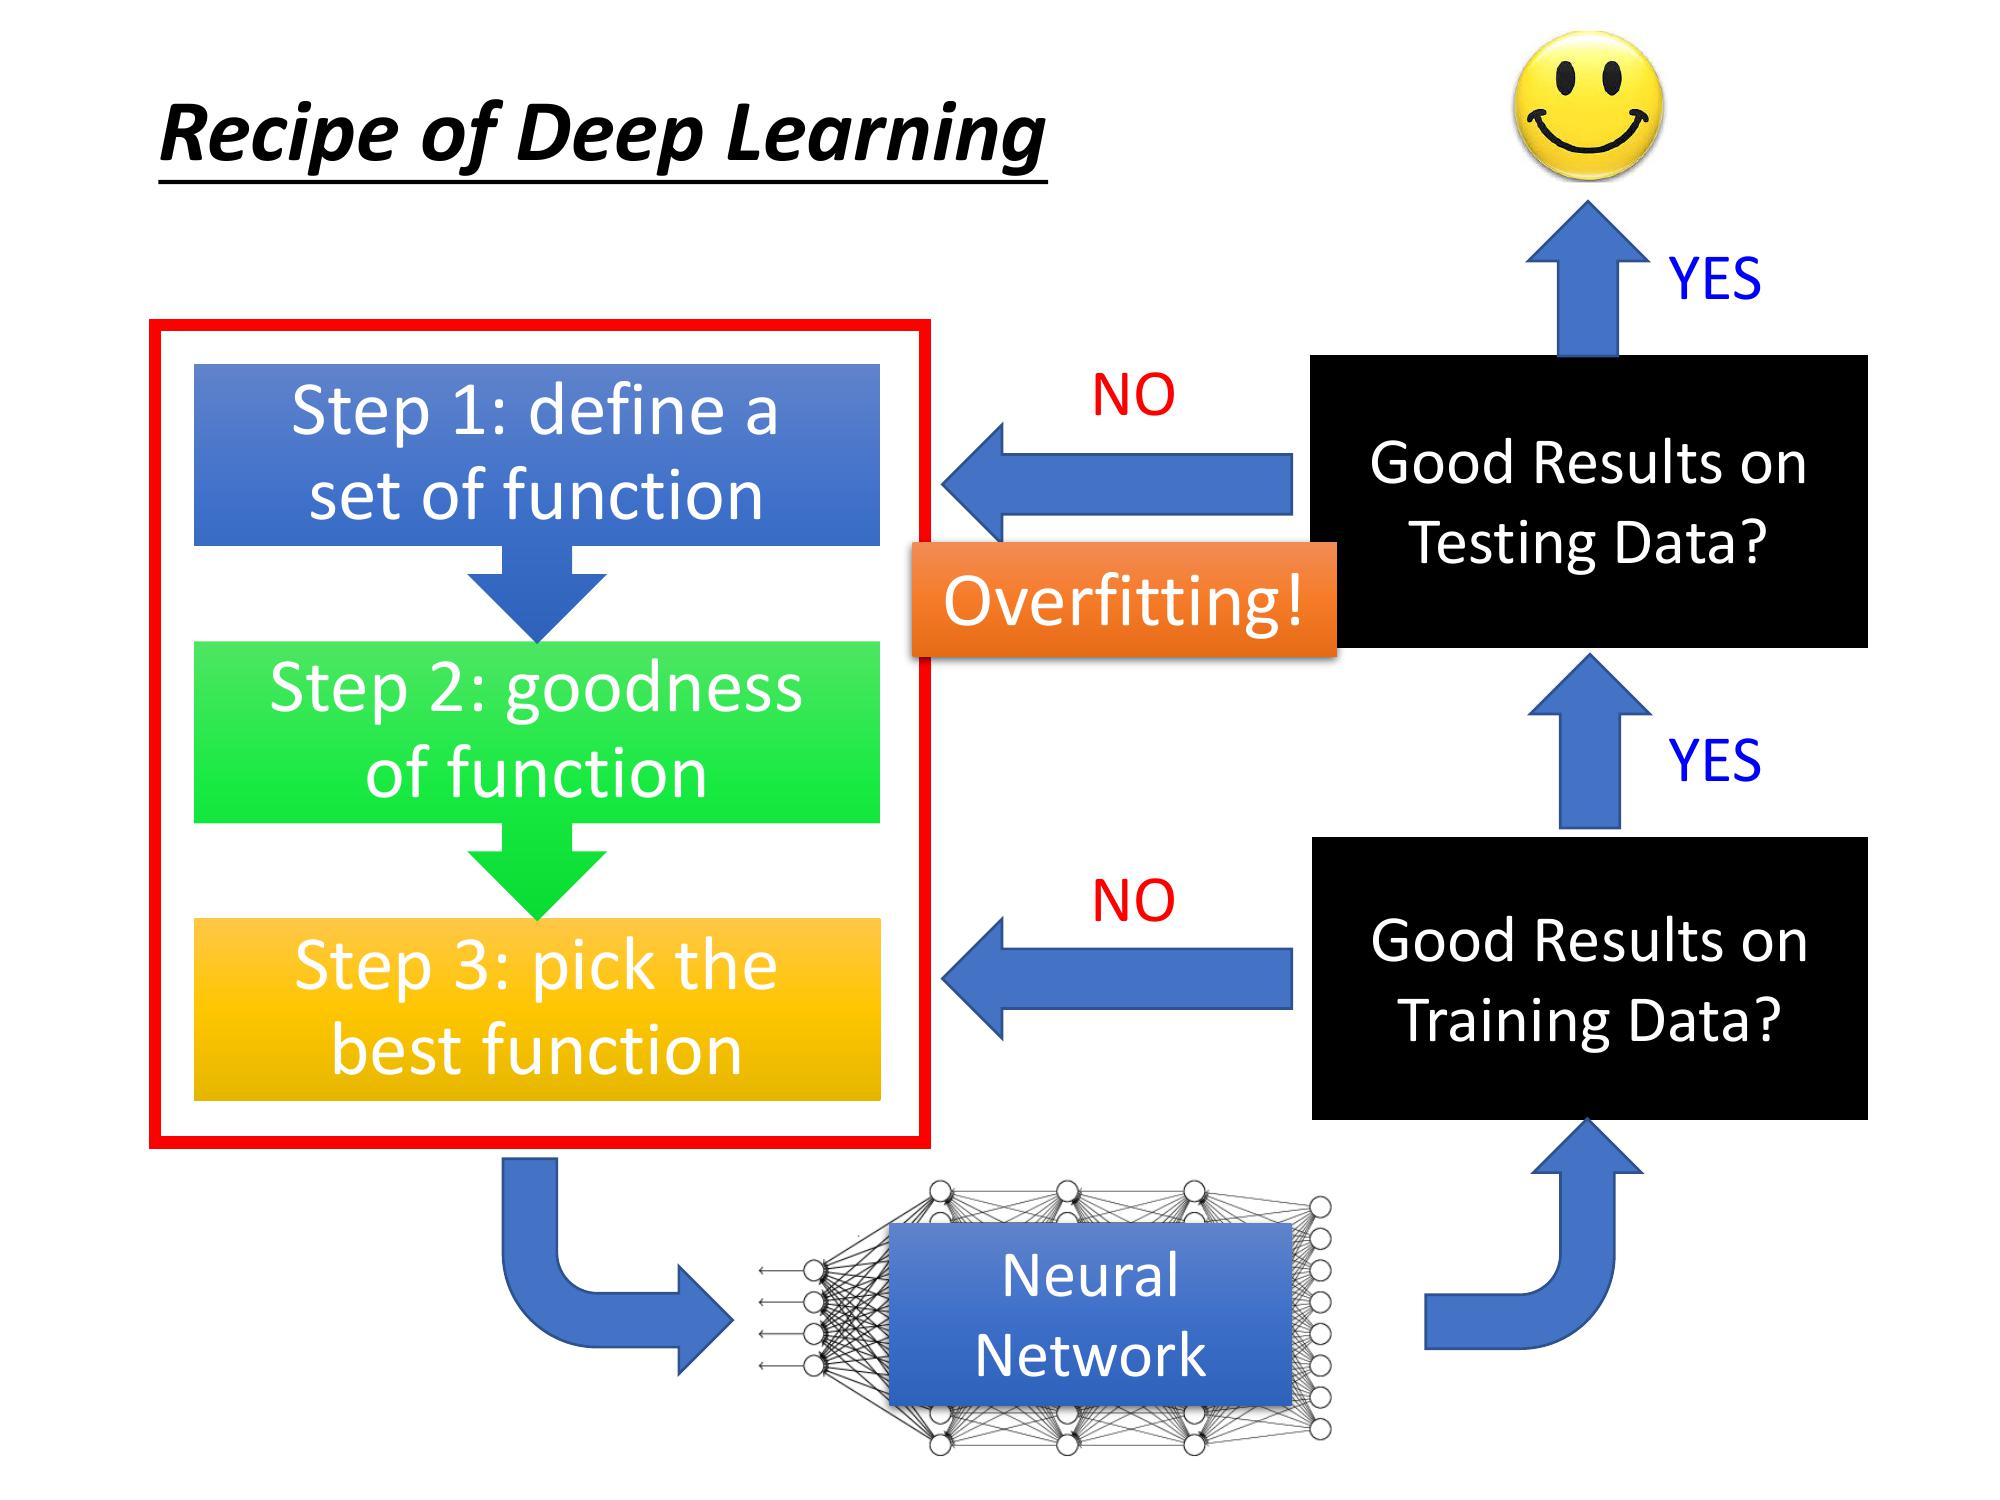 Recipe of Deep Learning
YES
NO
Step 1: define a
set of function
Good Results on
Testing Data?
Overfitting!
Step 2: goodness
of function
YES
NO
Step 3: pick the
best function
Good Results on
Training Data?
Neural
Network